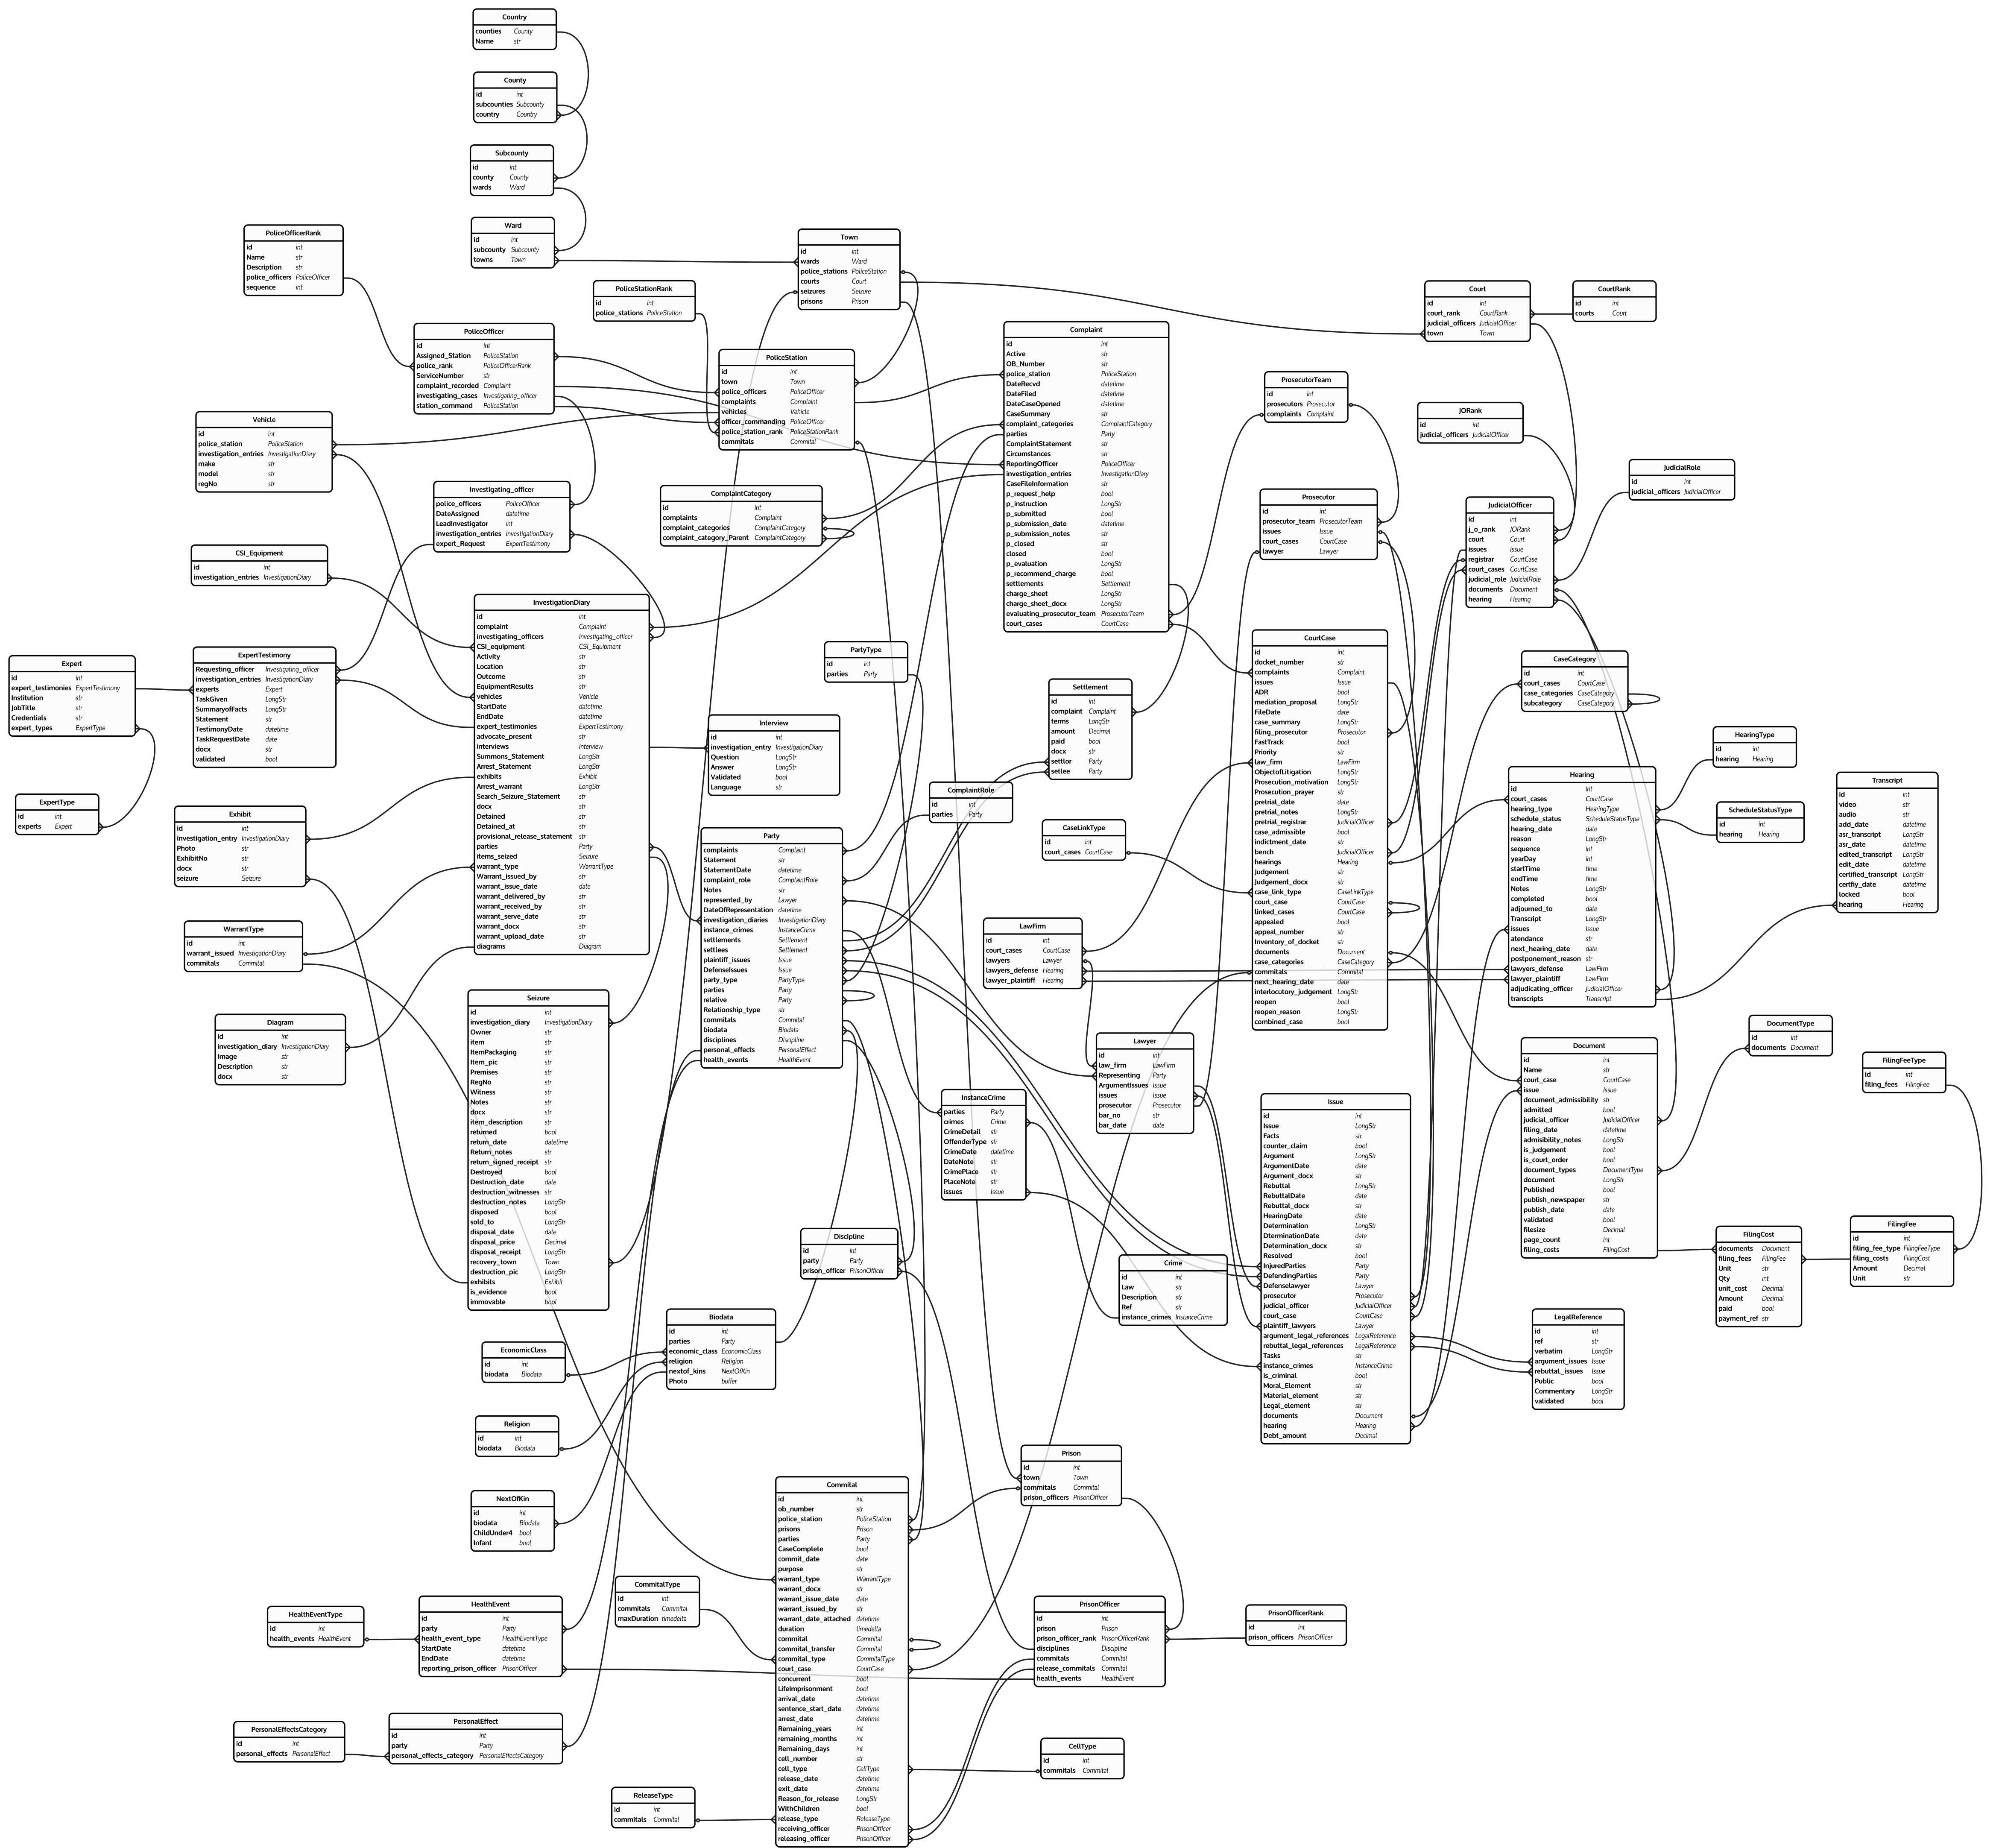 Country
counties County
Name str
County
id int
subcounties Subcounty
country Country
Subcounty
id int
county County
wards Ward
Ward
id int
subcounty Subcounty
towns Town
PoliceOfficerRank
id int
Name str
Description str
police_officers PoliceOfficer
sequence int
Town
id int
wards Ward
police_stations PoliceStation
courts Court
seizures Seizure
prisons Prison
PoliceStationRank
id int
police_stations PoliceStation
Court
id int
court_rank CourtRank
judicial_officers JudicialOfficer
town Town
CourtRank
id int
courts Court
PoliceOfficer
id int
Assigned_Station PoliceStation
police_rank PoliceOfficerRank
ServiceNumber str
complaint_recorded Complaint
investigating_cases Investigating_officer
station_command PoliceStation
PoliceStation
id int
town Town
police_officers PoliceOfficer
complaints Complaint
vehicles Vehicle
officer_commanding PoliceOfficer
police_station_rank PoliceStationRank
commitals Commital
Complaint
id int
Active str
OB_Number str
police_station PoliceStation
DateRecvd datetime
DateFiled datetime
DateCaseOpened datetime
CaseSummary str
complaint_categories ComplaintCategory
parties Party
ComplaintStatement str
Circumstances str
ReportingOfficer PoliceOfficer
investigation_entries InvestigationDiary
CaseFileInformation str
p_request_help bool
p_instruction LongStr
p_submitted bool
p_submission_date datetime
p_submission_notes str
p_closed str
closed bool
p_evaluation LongStr
p_recommend_charge bool
settlements Settlement
charge_sheet LongStr
charge_sheet_docx LongStr
evaluating_prosecutor_team ProsecutorTeam
court_cases CourtCase
ProsecutorTeam
id int
prosecutors Prosecutor
complaints Complaint
JORank
id int
judicial_officers JudicialOfficer
JudicialRole
id int
judicial_officers JudicialOfficer
Vehicle
id int
police_station PoliceStation
investigation_entries InvestigationDiary
make str
model str
regNo str
Investigating_officer
police_officers PoliceOfficer
DateAssigned datetime
LeadInvestigator int
investigation_entries InvestigationDiary
expert_Request ExpertTestimony
ComplaintCategory
id int
complaints Complaint
complaint_categories ComplaintCategory
complaint_category_Parent ComplaintCategory
Prosecutor
id int
prosecutor_team ProsecutorTeam
issues Issue
court_cases CourtCase
lawyer Lawyer
JudicialOfficer
id int
j_o_rank JORank
court Court
issues Issue
registrar CourtCase
court_cases CourtCase
judicial_role JudicialRole
documents Document
hearing Hearing
CSI_Equipment
id int
investigation_entries InvestigationDiary
InvestigationDiary
id int
complaint Complaint
investigating_officers Investigating_officer
CSI_equipment CSI_Equipment
Activity str
Location str
Outcome str
EquipmentResults str
vehicles Vehicle
StartDate datetime
EndDate datetime
expert_testimonies ExpertTestimony
advocate_present str
interviews Interview
Summons_Statement LongStr
Arrest_Statement LongStr
exhibits Exhibit
Arrest_warrant LongStr
Search_Seizure_Statement str
docx str
Detained str
Detained_at str
provisional_release_statement str
parties Party
items_seized Seizure
warrant_type WarrantType
Warrant_issued_by str
warrant_issue_date date
warrant_delivered_by str
warrant_received_by str
warrant_serve_date str
warrant_docx str
warrant_upload_date str
diagrams Diagram
Expert
id int
expert_testimonies ExpertTestimony
Institution str
JobTitle str
Credentials str
expert_types ExpertType
ExpertTestimony
Requesting_officer Investigating_officer
investigation_entries InvestigationDiary
experts Expert
TaskGiven LongStr
SummaryofFacts LongStr
Statement str
TestimonyDate datetime
TaskRequestDate date
docx str
validated bool
PartyType
id int
parties Party
CourtCase
id int
docket_number str
complaints Complaint
issues Issue
ADR bool
mediation_proposal LongStr
FileDate date
case_summary LongStr
filing_prosecutor Prosecutor
FastTrack bool
Priority str
law_firm LawFirm
ObjectofLitigation LongStr
Prosecution_motivation LongStr
Prosecution_prayer str
pretrial_date date
pretrial_notes LongStr
pretrial_registrar JudicialOfficer
case_admissible bool
indictment_date str
bench JudicialOfficer
hearings Hearing
Judgement str
Judgement_docx str
case_link_type CaseLinkType
court_case CourtCase
linked_cases CourtCase
appealed bool
appeal_number str
Inventory_of_docket str
documents Document
case_categories CaseCategory
commitals Commital
next_hearing_date date
interlocutory_judgement LongStr
reopen bool
reopen_reason LongStr
combined_case bool
CaseCategory
id int
court_cases CourtCase
case_categories CaseCategory
subcategory CaseCategory
Settlement
id int
complaint Complaint
terms LongStr
amount Decimal
paid bool
docx str
settlor Party
setlee Party
Interview
id int
investigation_entry InvestigationDiary
Question LongStr
Answer LongStr
Validated bool
Language str
HearingType
id int
hearing Hearing
ExpertType
id int
experts Expert
Exhibit
id int
investigation_entry InvestigationDiary
Photo str
ExhibitNo str
docx str
seizure Seizure
Party
complaints Complaint
Statement str
StatementDate datetime
complaint_role ComplaintRole
Notes str
represented_by Lawyer
DateOfRepresentation datetime
investigation_diaries InvestigationDiary
instance_crimes InstanceCrime
settlements Settlement
settlees Settlement
plaintiff_issues Issue
DefenseIssues Issue
party_type PartyType
parties Party
relative Party
Relationship_type str
commitals Commital
biodata Biodata
disciplines Discipline
personal_effects PersonalEffect
health_events HealthEvent
ComplaintRole
id int
parties Party
CaseLinkType
id int
court_cases CourtCase
Hearing
id int
court_cases CourtCase
hearing_type HearingType
schedule_status ScheduleStatusType
hearing_date date
reason LongStr
sequence int
yearDay int
startTime time
endTime time
Notes LongStr
completed bool
adjourned_to date
Transcript LongStr
issues Issue
atendance str
next_hearing_date date
postponement_reason str
lawyers_defense LawFirm
lawyer_plaintiff LawFirm
adjudicating_officer JudicialOfficer
transcripts Transcript
ScheduleStatusType
id int
hearing Hearing
Transcript
id int
video str
audio str
add_date datetime
asr_transcript LongStr
asr_date datetime
edited_transcript LongStr
edit_date datetime
certified_transcript LongStr
certfiy_date datetime
locked bool
hearing Hearing
WarrantType
id int
warrant_issued InvestigationDiary
commitals Commital
LawFirm
id int
court_cases CourtCase
lawyers Lawyer
lawyers_defense Hearing
lawyer_plaintiff Hearing
Diagram
id int
investigation_diary InvestigationDiary
Image str
Description str
docx str
Seizure
id int
investigation_diary InvestigationDiary
Owner str
item str
ItemPackaging str
Item_pic str
Premises str
RegNo str
Witness str
Notes str
docx str
item_description str
returned bool
return_date datetime
Return_notes str
return_signed_receipt str
Destroyed bool
Destruction_date date
destruction_witnesses str
destruction_notes LongStr
disposed bool
sold_to LongStr
disposal_date date
disposal_price Decimal
disposal_receipt LongStr
recovery_town Town
destruction_pic LongStr
exhibits Exhibit
is_evidence bool
immovable bool
Lawyer
id int
law_firm LawFirm
Representing Party
ArgumentIssues Issue
issues Issue
prosecutor Prosecutor
bar_no str
bar_date date
Document
id int
Name str
court_case CourtCase
issue Issue
document_admissibility str
admitted bool
judicial_officer JudicialOfficer
filing_date datetime
admisibility_notes LongStr
is_judgement bool
is_court_order bool
document_types DocumentType
document LongStr
Published bool
publish_newspaper str
publish_date date
validated bool
filesize Decimal
page_count int
filing_costs FilingCost
DocumentType
id int
documents Document
FilingFeeType
id int
filing_fees FilingFee
InstanceCrime
parties Party
crimes Crime
CrimeDetail str
OffenderType str
CrimeDate datetime
DateNote str
CrimePlace str
PlaceNote str
issues Issue
Issue
id int
Issue LongStr
Facts str
counter_claim bool
Argument LongStr
ArgumentDate date
Argument_docx str
Rebuttal LongStr
RebuttalDate date
Rebuttal_docx str
HearingDate date
Determination LongStr
DterminationDate date
Determination_docx str
Resolved bool
InjuredParties Party
DefendingParties Party
Defenselawyer Lawyer
prosecutor Prosecutor
judicial_officer JudicialOfficer
court_case CourtCase
plaintiff_lawyers Lawyer
argument_legal_references LegalReference
rebuttal_legal_references LegalReference
Tasks str
instance_crimes InstanceCrime
is_criminal bool
Moral_Element str
Material_element str
Legal_element str
documents Document
hearing Hearing
Debt_amount Decimal
Discipline
id int
party Party
prison_officer PrisonOfficer
Crime
id int
Law str
Description str
Ref str
instance_crimes InstanceCrime
FilingCost
documents Document
filing_fees FilingFee
Unit str
Qty int
unit_cost Decimal
Amount Decimal
paid bool
payment_ref str
FilingFee
id int
filing_fee_type FilingFeeType
filing_costs FilingCost
Amount Decimal
Unit str
LegalReference
id int
ref str
verbatim LongStr
argument_issues Issue
rebuttal_issues Issue
Public bool
Commentary LongStr
validated bool
Biodata
id int
parties Party
economic_class EconomicClass
religion Religion
nextof_kins NextOfKin
Photo buffer
EconomicClass
id int
biodata Biodata
Religion
id int
biodata Biodata
NextOfKin
id int
biodata Biodata
ChildUnder4 bool
Infant bool
Prison
id int
town Town
commitals Commital
prison_officers PrisonOfficer
Commital
id int
ob_number str
police_station PoliceStation
prisons Prison
parties Party
CaseComplete bool
commit_date date
purpose str
warrant_type WarrantType
warrant_docx str
warrant_issue_date date
warrant_issued_by str
warrant_date_attached datetime
duration timedelta
commital Commital
commital_transfer Commital
commital_type CommitalType
court_case CourtCase
concurrent bool
LifeImprisonment bool
arrival_date datetime
sentence_start_date datetime
arrest_date datetime
Remaining_years int
remaining_months int
Remaining_days int
cell_number str
cell_type CellType
release_date datetime
exit_date datetime
Reason_for_release LongStr
WithChildren bool
release_type ReleaseType
receiving_officer PrisonOfficer
releasing_officer PrisonOfficer
CommitalType
id int
commitals Commital
maxDuration timedelta
HealthEventType
id int
health_events HealthEvent
HealthEvent
id int
party Party
health_event_type HealthEventType
StartDate datetime
EndDate datetime
reporting_prison_officer PrisonOfficer
PrisonOfficer
id int
prison Prison
prison_officer_rank PrisonOfficerRank
disciplines Discipline
commitals Commital
release_commitals Commital
health_events HealthEvent
PrisonOfficerRank
id int
prison_officers PrisonOfficer
PersonalEffectsCategory
id int
personal_effects PersonalEffect
PersonalEffect
id int
party Party
personal_effects_category PersonalEffectsCategory
CellType
id int
commitals Commital
ReleaseType
id int
commitals Commital